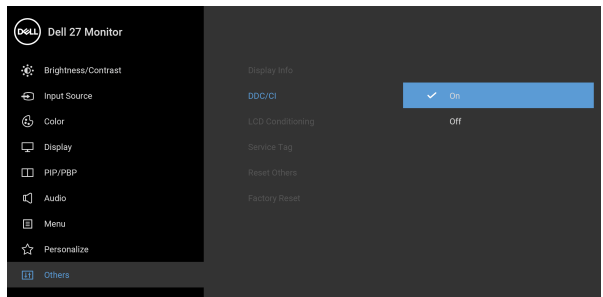 DELL
Dell 27 Monitor
Brightness/Contrast
Input Source
Color
Display
PIP/PBP
Audio
Menu
Personalize
Others
Display Info
DDC/CI
LCD Conditioning
Service Tag
Reset Others
Factory Reset
On
Off